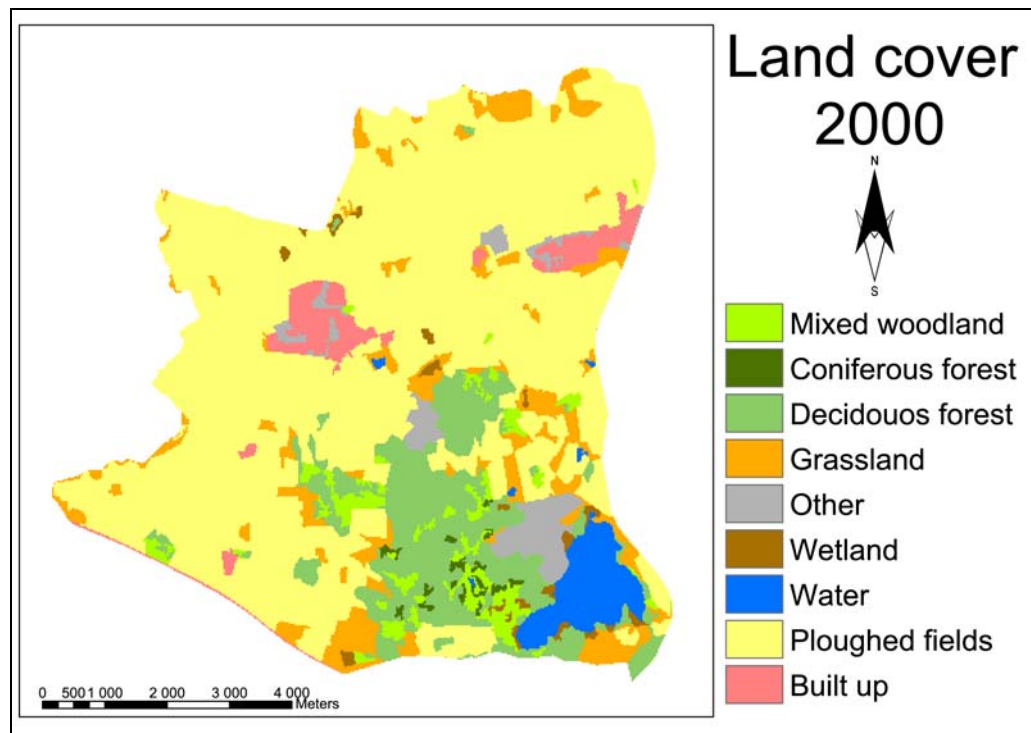 Land cover
2000
N
S
Mixed woodland
Coniferous forest
Decidouos forest
Grassland
Other
Wetland
Water
Ploughed fields
Built up
0 500 1 000 2 000 3 000 4 000
Meters